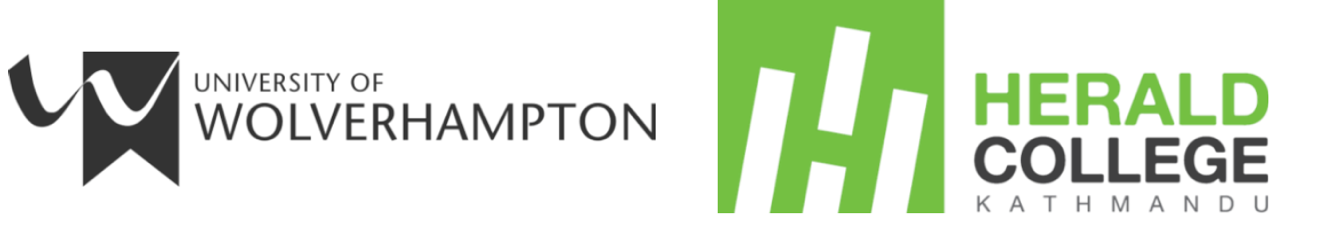 UNIVERSITY OF
WOLVERHAMPTON
HERALD
COLLEGE
KATHMANDU